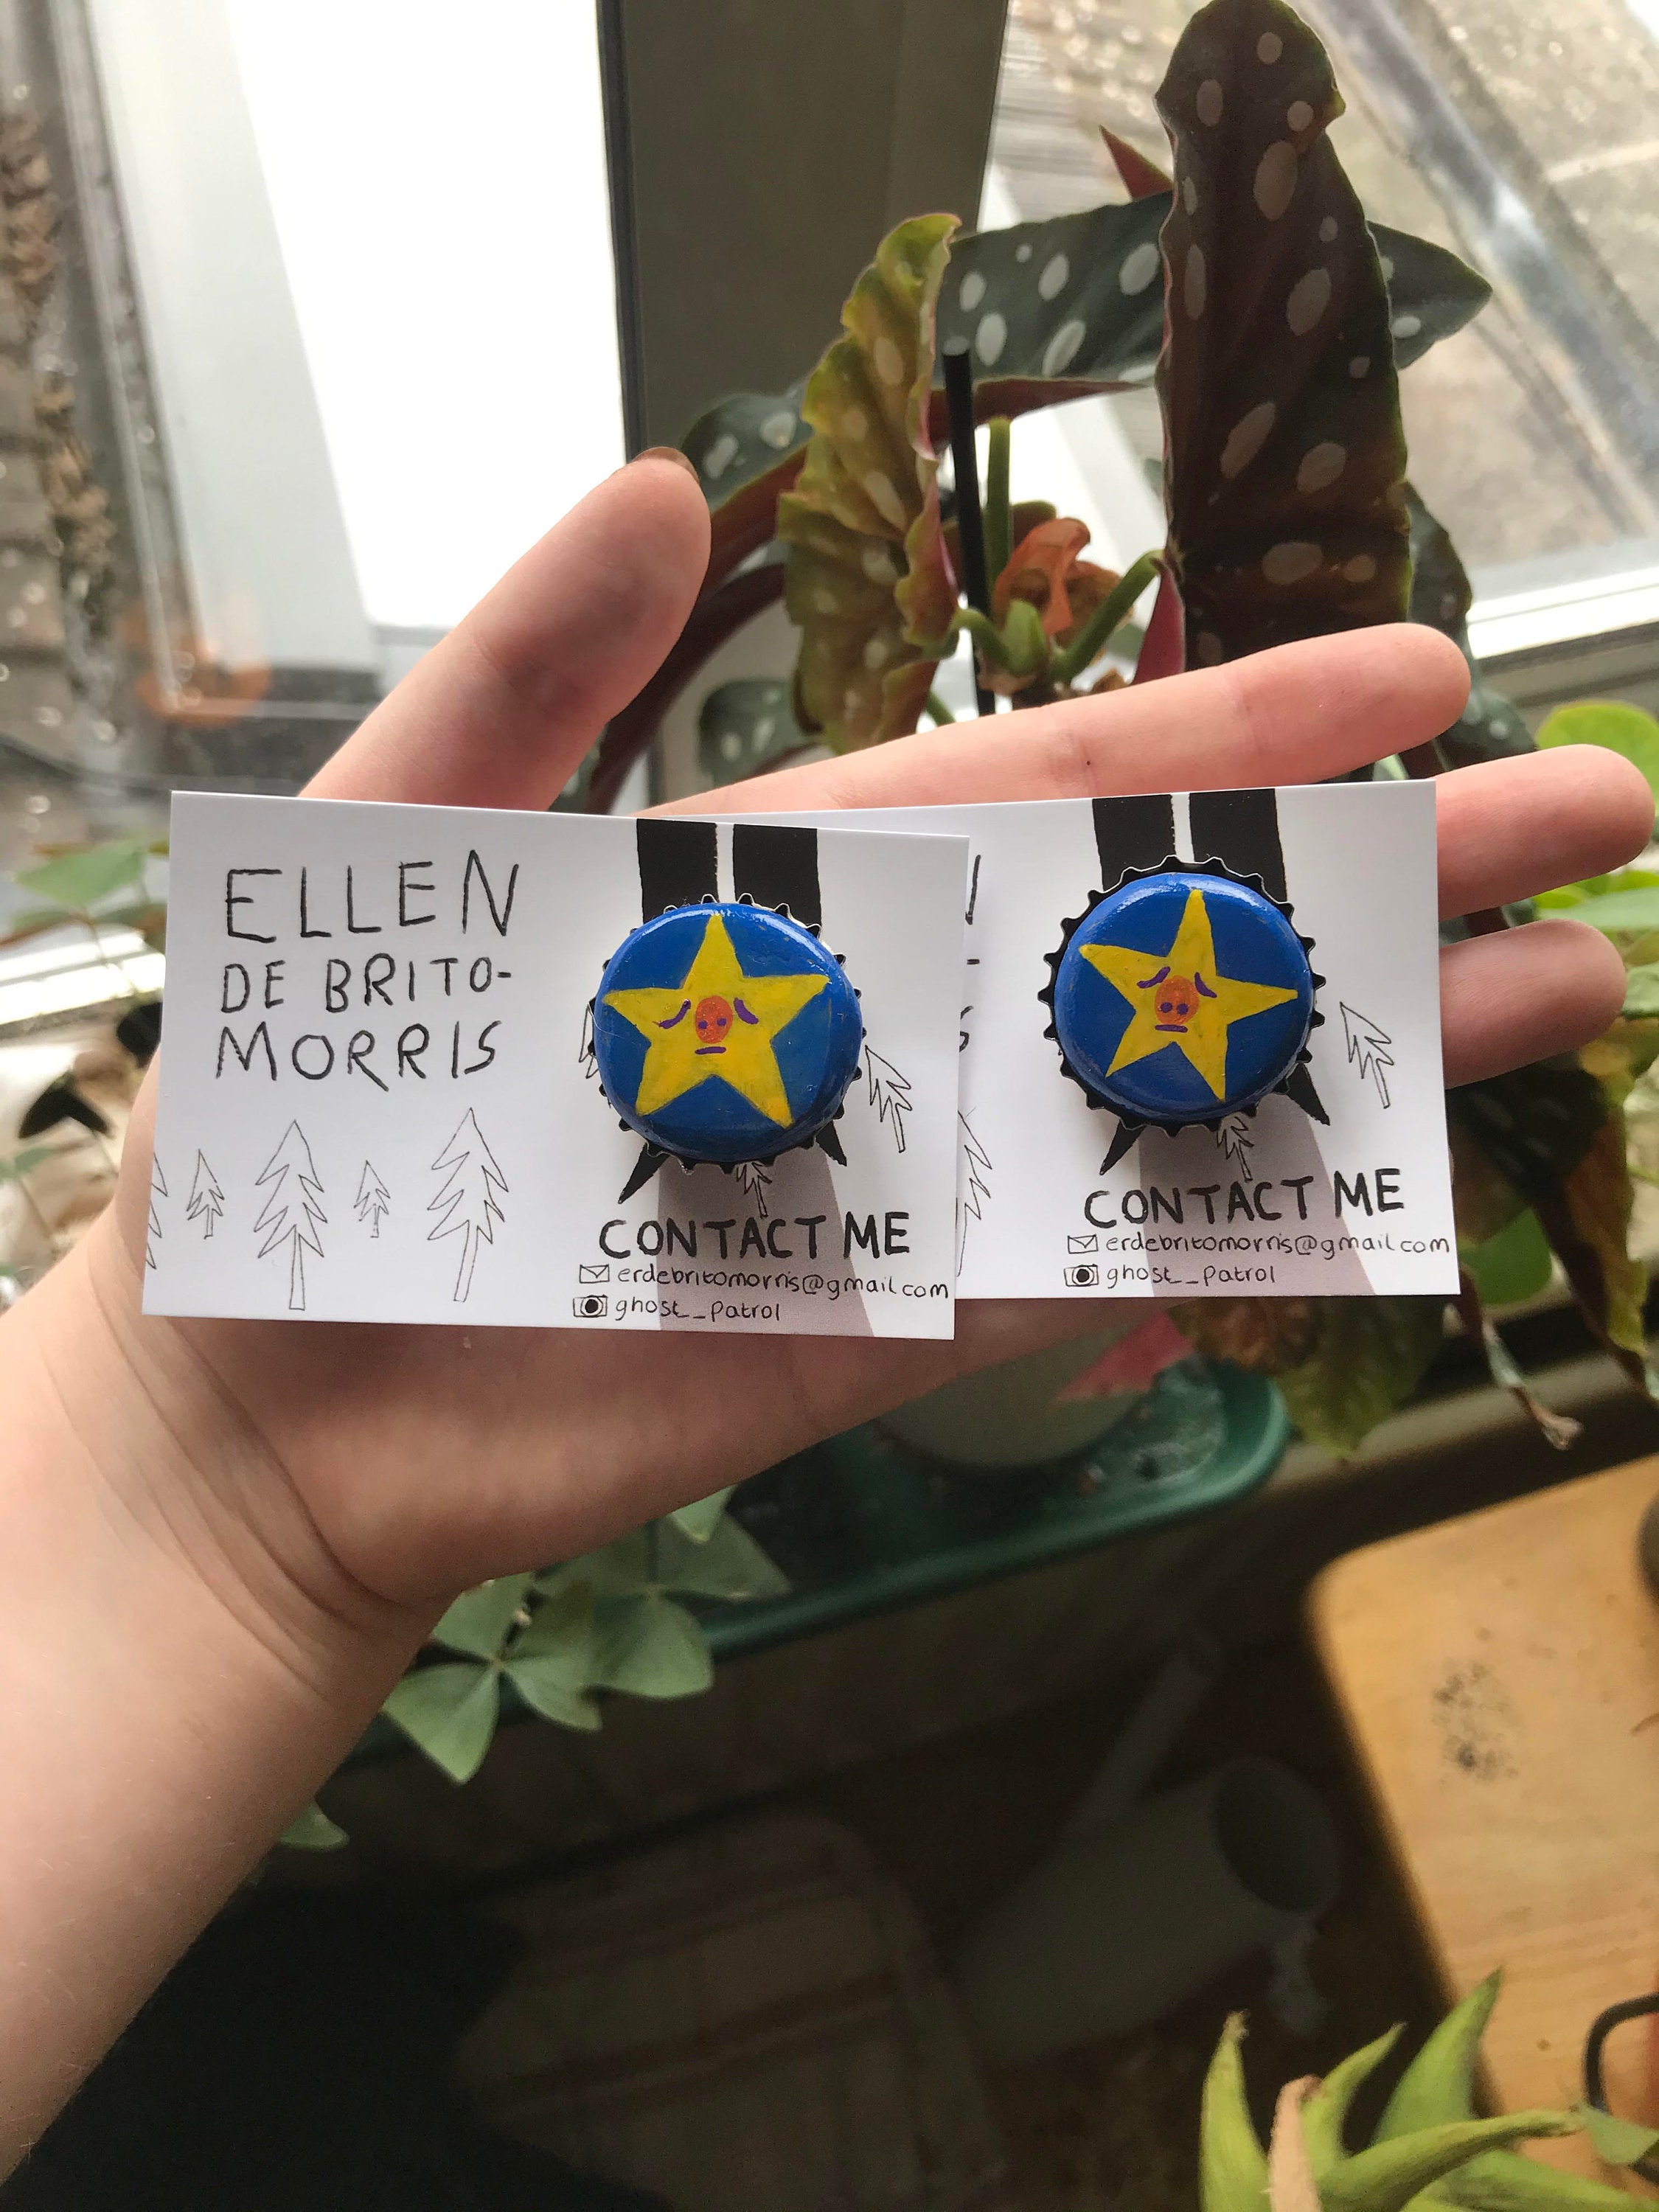 ELLEN
DE BRITO-
MORRIS
CONTACT ME
erdebritomorris@gmail.com
ghost_patrol
N
-
S
CONTACT ME
erdebritomorris@gmail.com
ghost_patrol